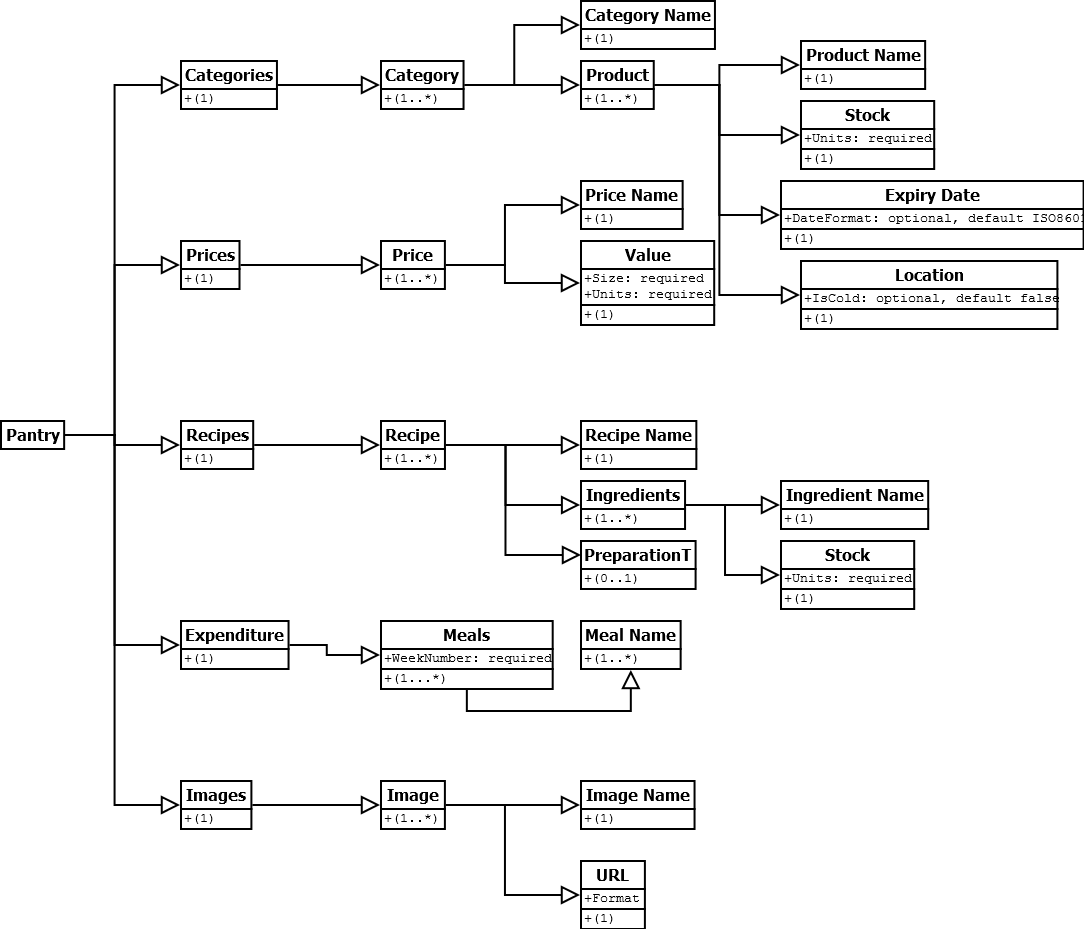 Category Name
+(1)
Categories
+(1)
Category
+(1..*)
Product
+(1..*)
Product Name
+(1)
Stock
+Units: required
+(1)
Expiry Date
+DateFormat: optional, default ISO8601
+(1)
Location
+IsCold: optional, default false
+(1)
Prices
+(1)
Price
+(1..*)
Price Name
+(1)
Value
+Size: required
+Units: required
+(1)
Pantry
Recipes
+(1)
Recipe
+(1..*)
Recipe Name
+(1)
Ingredients
+(1..*)
Ingredient Name
+(1)
Stock
+Units: required
+(1)
PreparationT
+(0..1)
Expenditure
+(1)
Meals
+WeekNumber: required
+(1...*)
Meal Name
+(1..*)
Images
+(1)
Image
+(1..*)
Image Name
+(1)
URL
+Format
+(1)